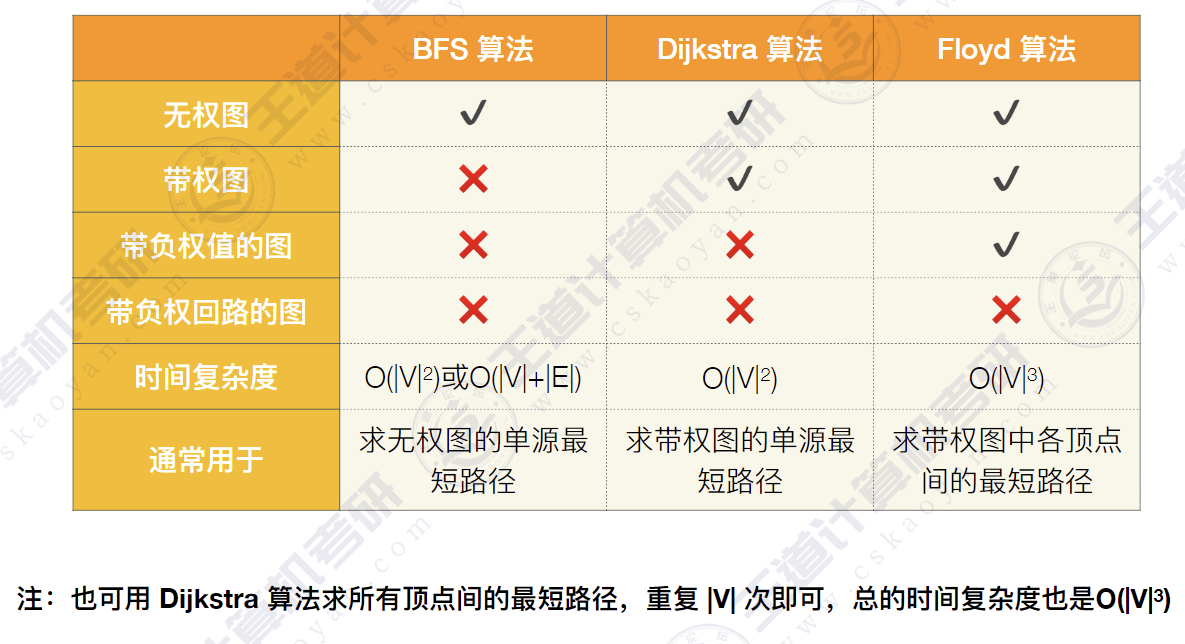 BFS 算法 Dijkstra 算法 Floyd 算法
无权图 ✔ ✔ ✔
带权图 ❌ ✔ ✔
带负权值的图 ❌ ❌ ✔
带负权回路的图 ❌ ❌ ❌
时间复杂度 O(|V|²)或O(|V|+|E|) O(|V|²) O(|V|³)
通常用于 求无权图的单源最短路径 求带权图的单源最短路径 求带权图中各顶点间的最短路径
注：也可用 Dijkstra 算法求所有顶点间的最短路径，重复 |V| 次即可，总的时间复杂度也是O(|V|³)
王道计算机考研
www.cskaoyan.com